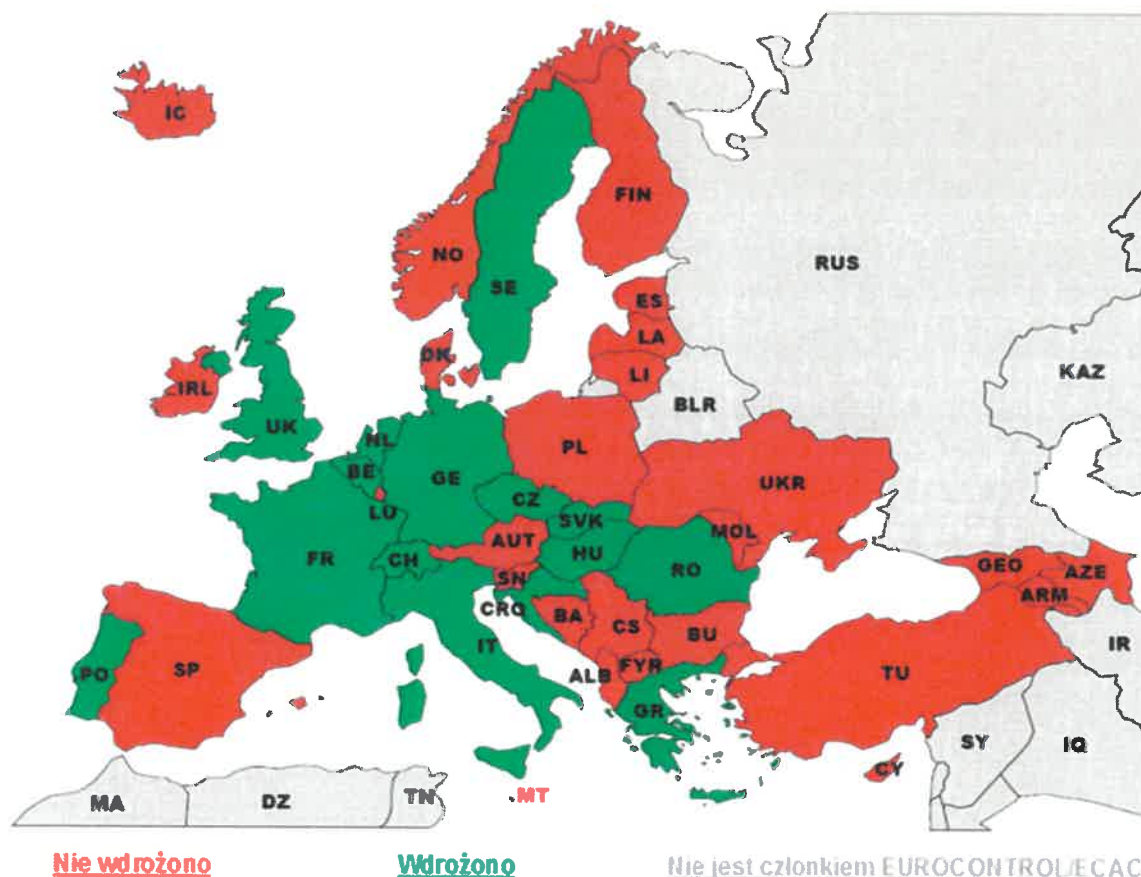 IC
FIN
NO
SE
RUS
ES
LA
LI
DK
IRL
UK
KAZ
BLR
NL
BE
GE
PL
UKR
LU
CZ
SVK
MOL
AUT
HU
FR
CH
RO
SN
CRO
BA
CS
BU
GEO
AZE
ARM
IT
PO
SP
ALB
FYR
TU
IR
GR
SY
IQ
CY
MA
DZ
TN
MT
Nie wdrożono Wdrożono Nie jest członkiem EUROCONTROL/ECAC